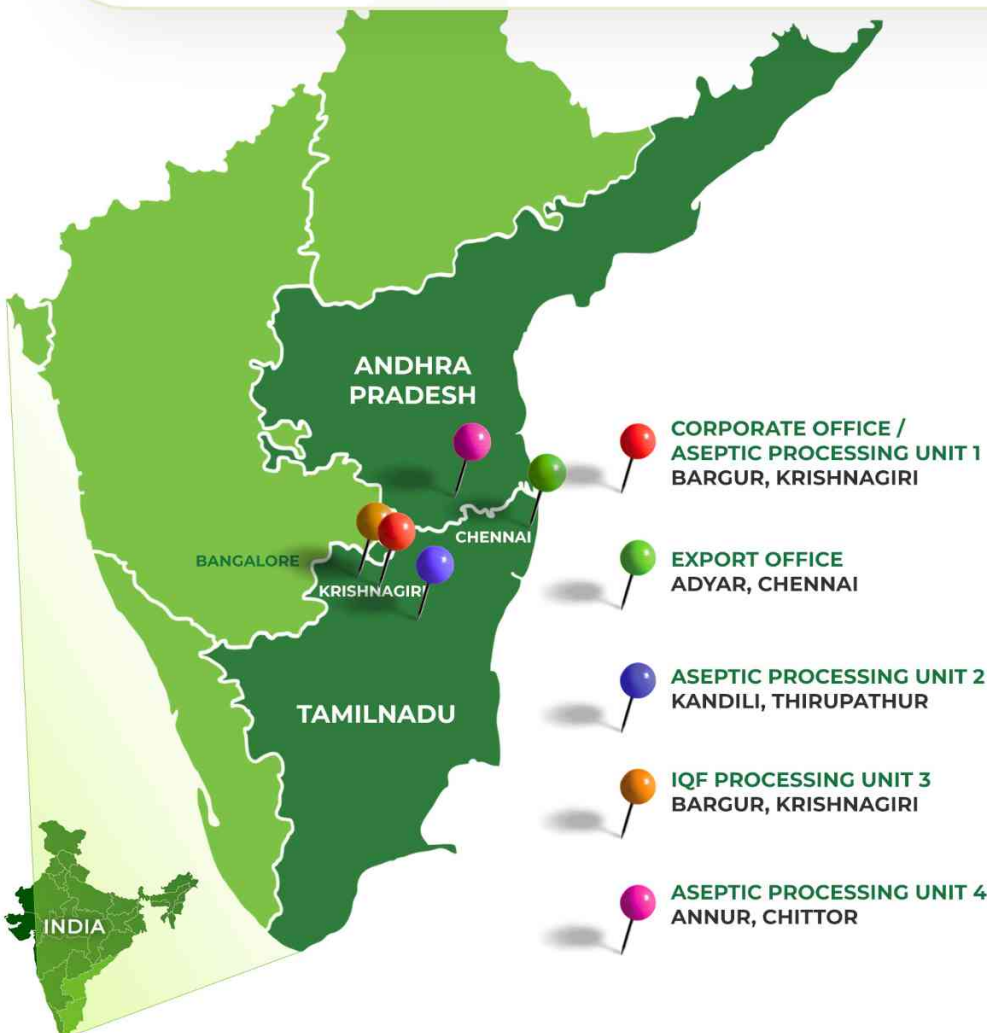 ANDHRA
PRADESH
CORPORATE OFFICE /
ASEPTIC PROCESSING UNIT 1
BARGUR, KRISHNAGIRI
CHENNAI
BANGALORE
KRISHNAGIRI
EXPORT OFFICE
ADYAR, CHENNAI
ASEPTIC PROCESSING UNIT 2
KANDILI, THIRUPATHUR
TAMILNADU
IQF PROCESSING UNIT 3
BARGUR, KRISHNAGIRI
ASEPTIC PROCESSING UNIT 4
ANNUR, CHITTOR
INDIA